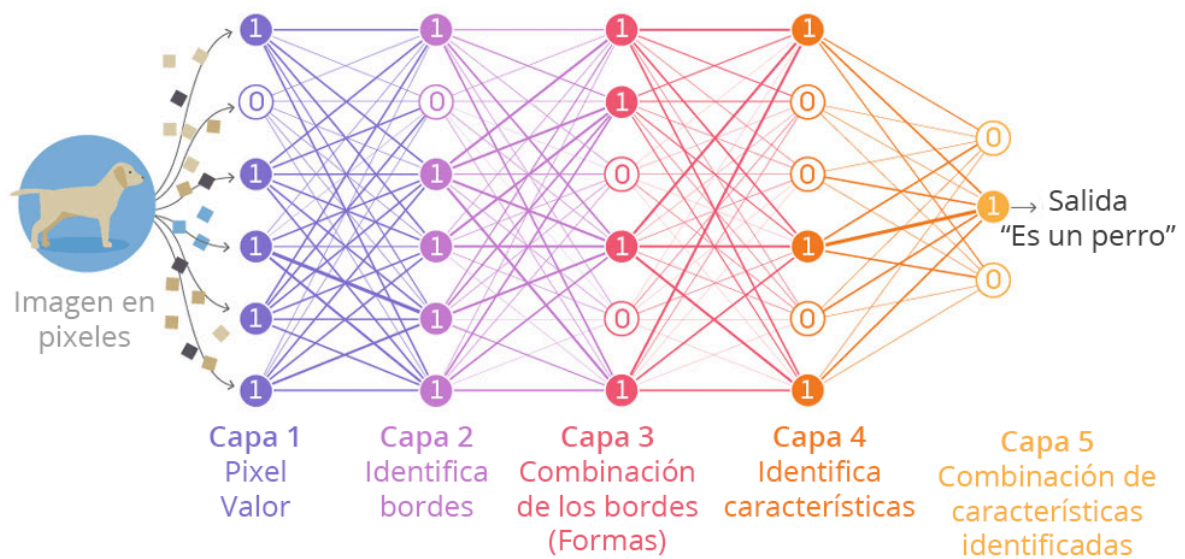 1 1 1 1
0 0 1 0
0
1 1 0 0
1
Salida
1 1 1 1
“Es un perro”
0
Imagen en
pixeles
1 1 0 0
1 1 1 1
Capa 1
Pixel
Valor
Capa 2
Identifica
bordes
Capa 3
Combinación
de los bordes
(Formas)
Capa 4
Identifica
características
Capa 5
Combinación de
características
identificadas